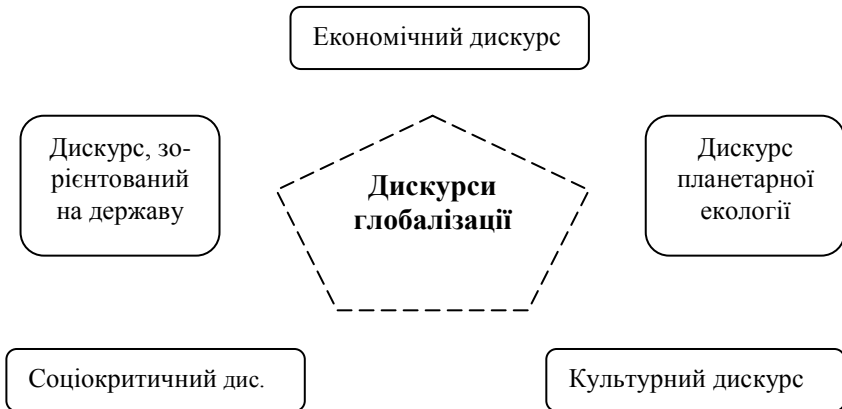 Економічний дискурс
Дискурс, зо-
рієнтований
на державу
Дискурси
глобалізації
Дискурс
планетарної
екології
Соціокритичний дис.
Культурний дискурс